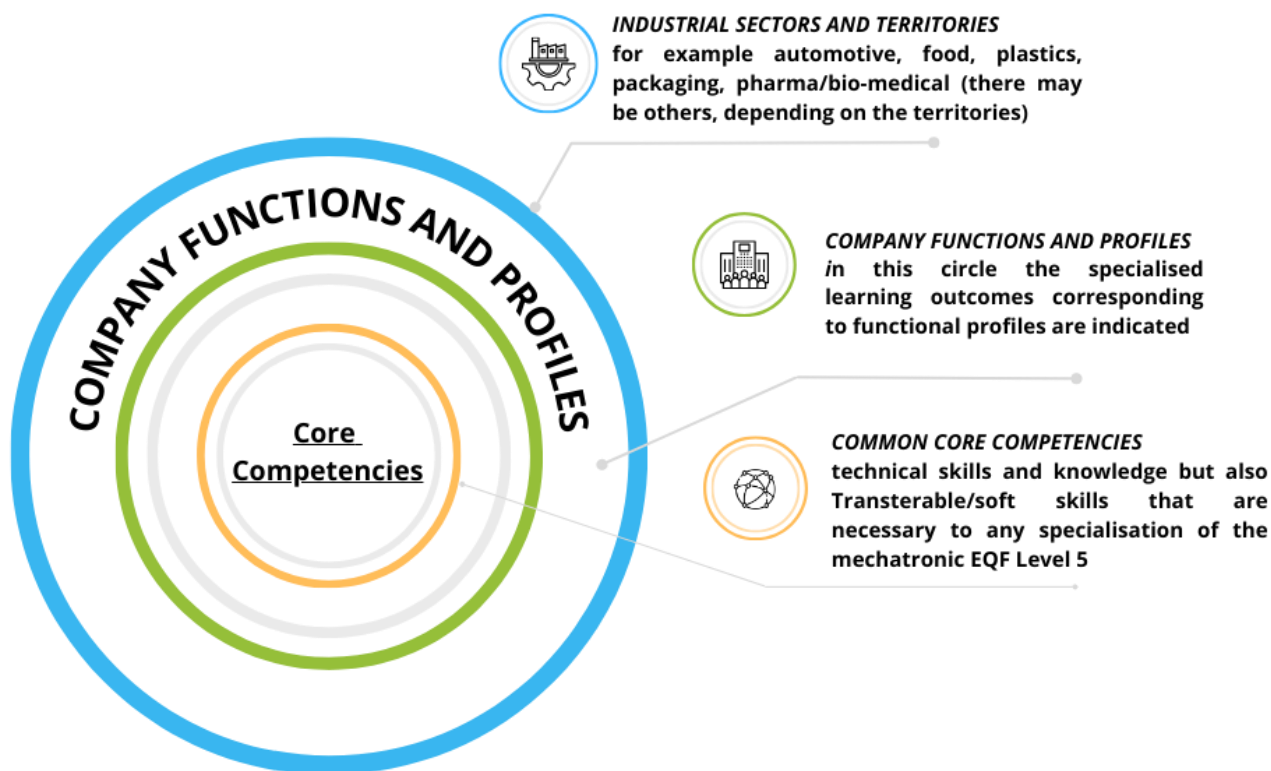 INDUSTRIAL SECTORS AND TERRITORIES
for example automotive, food, plastics,
packaging, pharma/bio-medical (there may
be others, depending on the territories)
COMPANY FUNCTIONS AND PROFILES
COMPANY FUNCTIONS AND PROFILES
in this circle the specialised
learning outcomes corresponding
to functional profiles are indicated
Core
Competencies
COMMON CORE COMPETENCIES
technical skills and knowledge but also
Transterable/soft skills that are
necessary to any specialisation of the
mechatronic EQF Level 5